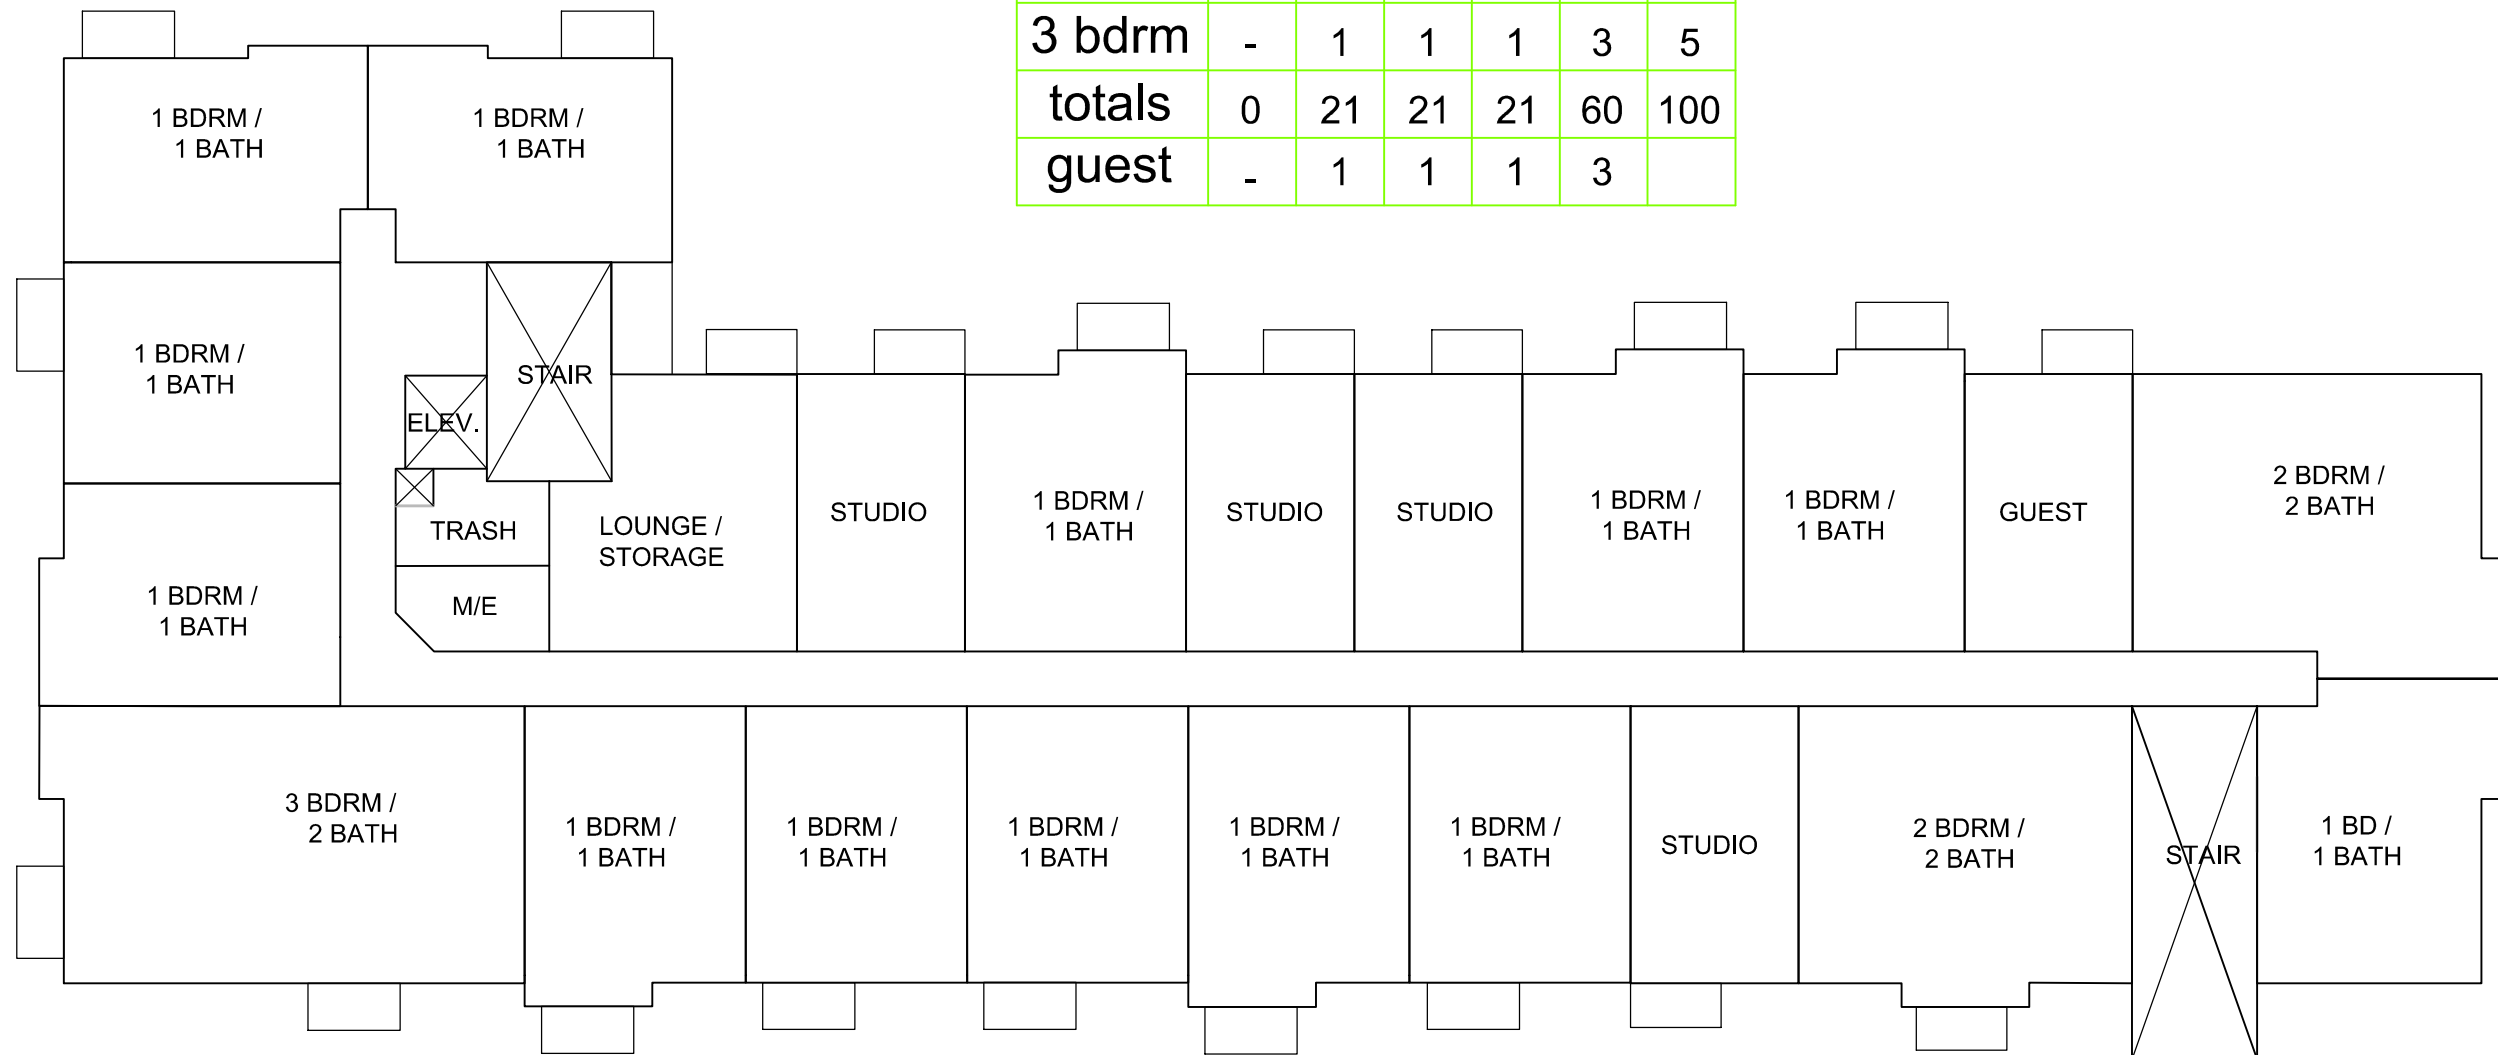 3 bdrm - 1 1 1 3 5
totals 0 21 21 21 60 100
guest - 1 1 1 3
1 BDRM /
1 BATH
1 BDRM /
1 BATH
1 BDRM /
1 BATH
STAIR
ELEV.
TRASH
M/E
LOUNGE /
STORAGE
STUDIO
1 BDRM /
1 BATH
STUDIO
STUDIO
1 BDRM /
1 BATH
1 BDRM /
1 BATH
GUEST
2 BDRM /
2 BATH
1 BDRM /
1 BATH
3 BDRM /
2 BATH
1 BDRM /
1 BATH
1 BDRM /
1 BATH
1 BDRM /
1 BATH
1 BDRM /
1 BATH
1 BDRM /
1 BATH
STUDIO
2 BDRM /
2 BATH
STAIR
1 BD /
1 BATH